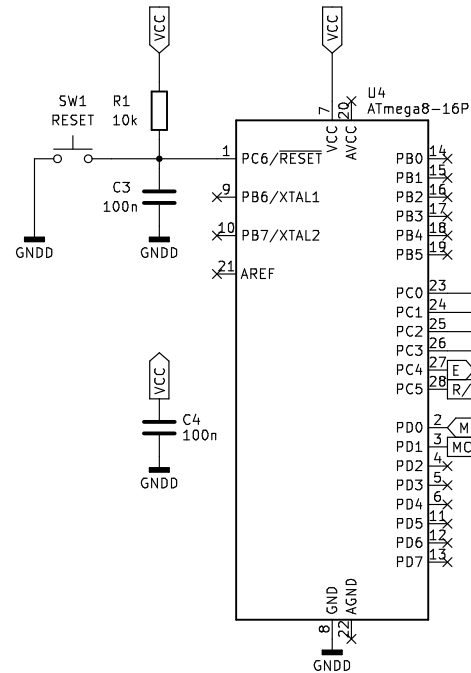 VCC
VCC
U4
ATmega8-16P
SW1
RESET
R1
10k
7
VCC
20
AVCC
1
PC6/RESET
C3
100n
9
PB6/XTAL1
10
PB7/XTAL2
21
AREF
GNDD
GNDD
PB0 14
PB1 15
PB2 16
PB3 17
PB4 18
PB5 19
PC0 23
PC1 24
PC2 25
PC3 26
PC4 27 E
PC5 28 R/
VCC
C4
100n
GNDD
PD0 2 M
PD1 3 MC
PD2 4
PD3 5
PD4 6
PD5 11
PD6 12
PD7 13
GND
8
AGND
22
GNDD